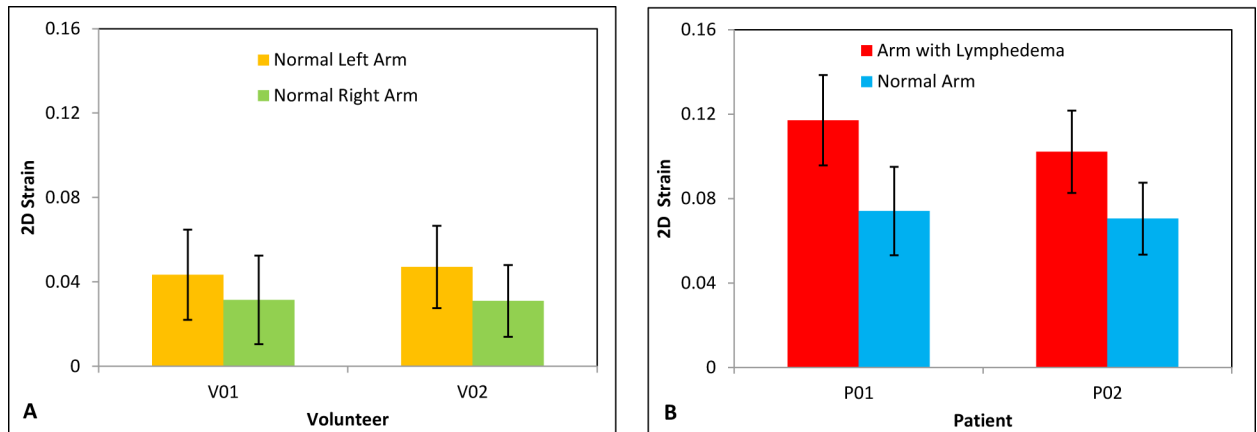 0.16
0.12
0.08
0.04
0
2D Strain
Normal Left Arm
Normal Right Arm
V01
V02
Volunteer
A
0.16
0.12
0.08
0.04
0
2D Strain
Arm with Lymphedema
Normal Arm
P01
P02
Patient
B